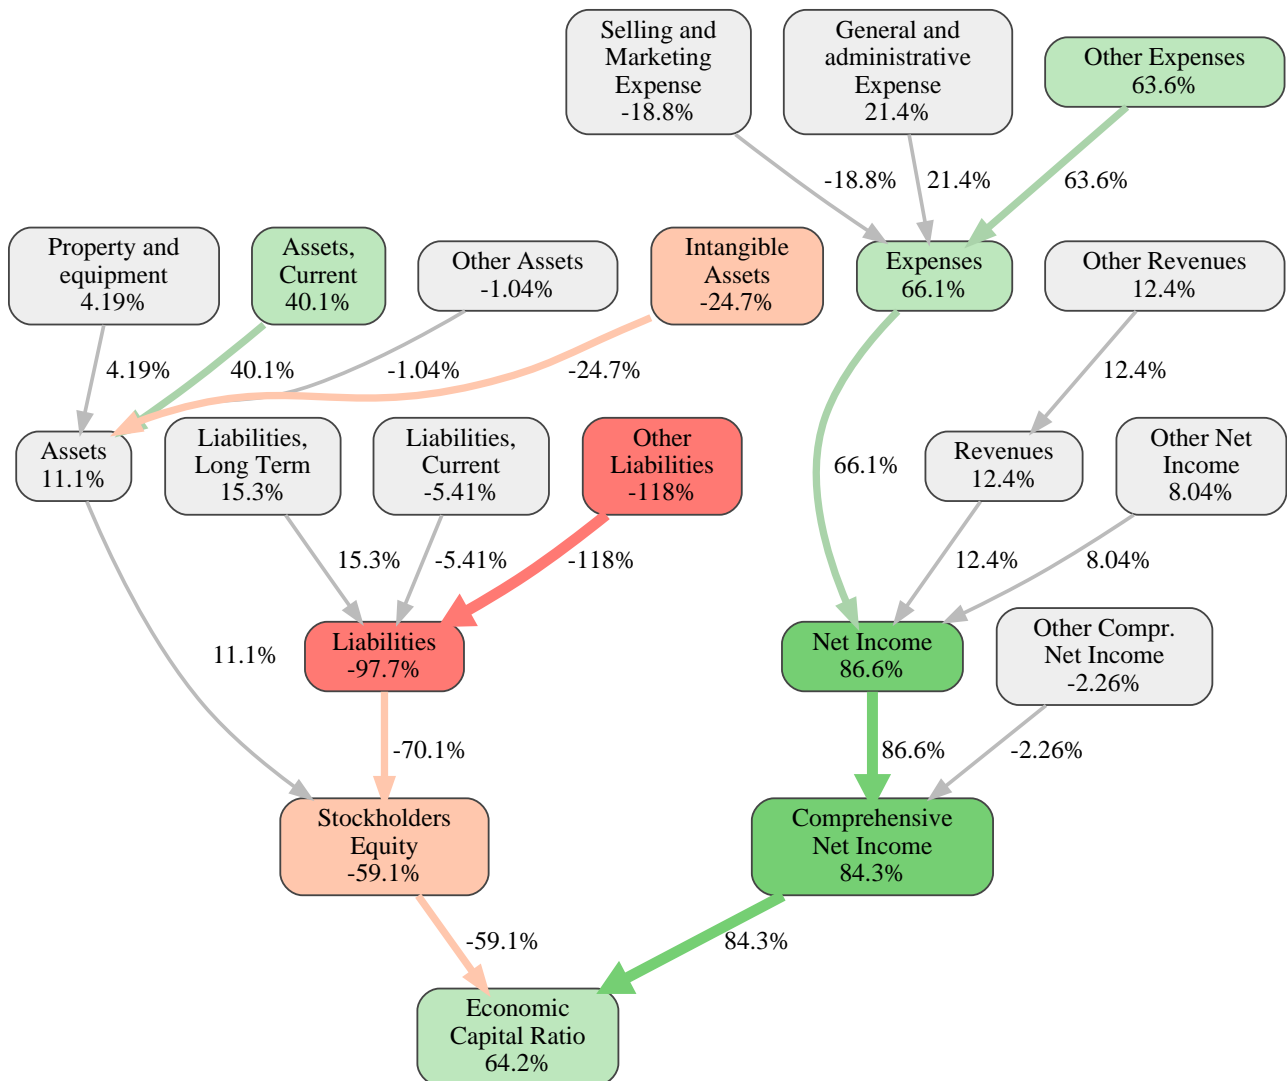 Selling and
Marketing
Expense
-18.8%
General and
administrative
Expense
21.4%
Other Expenses
63.6%
-18.8%
21.4%
63.6%
Property and
equipment
4.19%
Assets,
Current
40.1%
Other Assets
-1.04%
Intangible
Assets
-24.7%
Expenses
66.1%
Other Revenues
12.4%
4.19%
40.1%
-1.04%
-24.7%
12.4%
Assets
11.1%
Liabilities,
Long Term
15.3%
Liabilities,
Current
-5.41%
Other
Liabilities
-118%
66.1%
Revenues
12.4%
Other Net
Income
8.04%
15.3%
-5.41%
-118%
12.4%
8.04%
11.1%
Liabilities
-97.7%
Net Income
86.6%
Other Compr.
Net Income
-2.26%
-70.1%
86.6%
-2.26%
Stockholders
Equity
-59.1%
Comprehensive
Net Income
84.3%
-59.1%
84.3%
Economic
Capital Ratio
64.2%